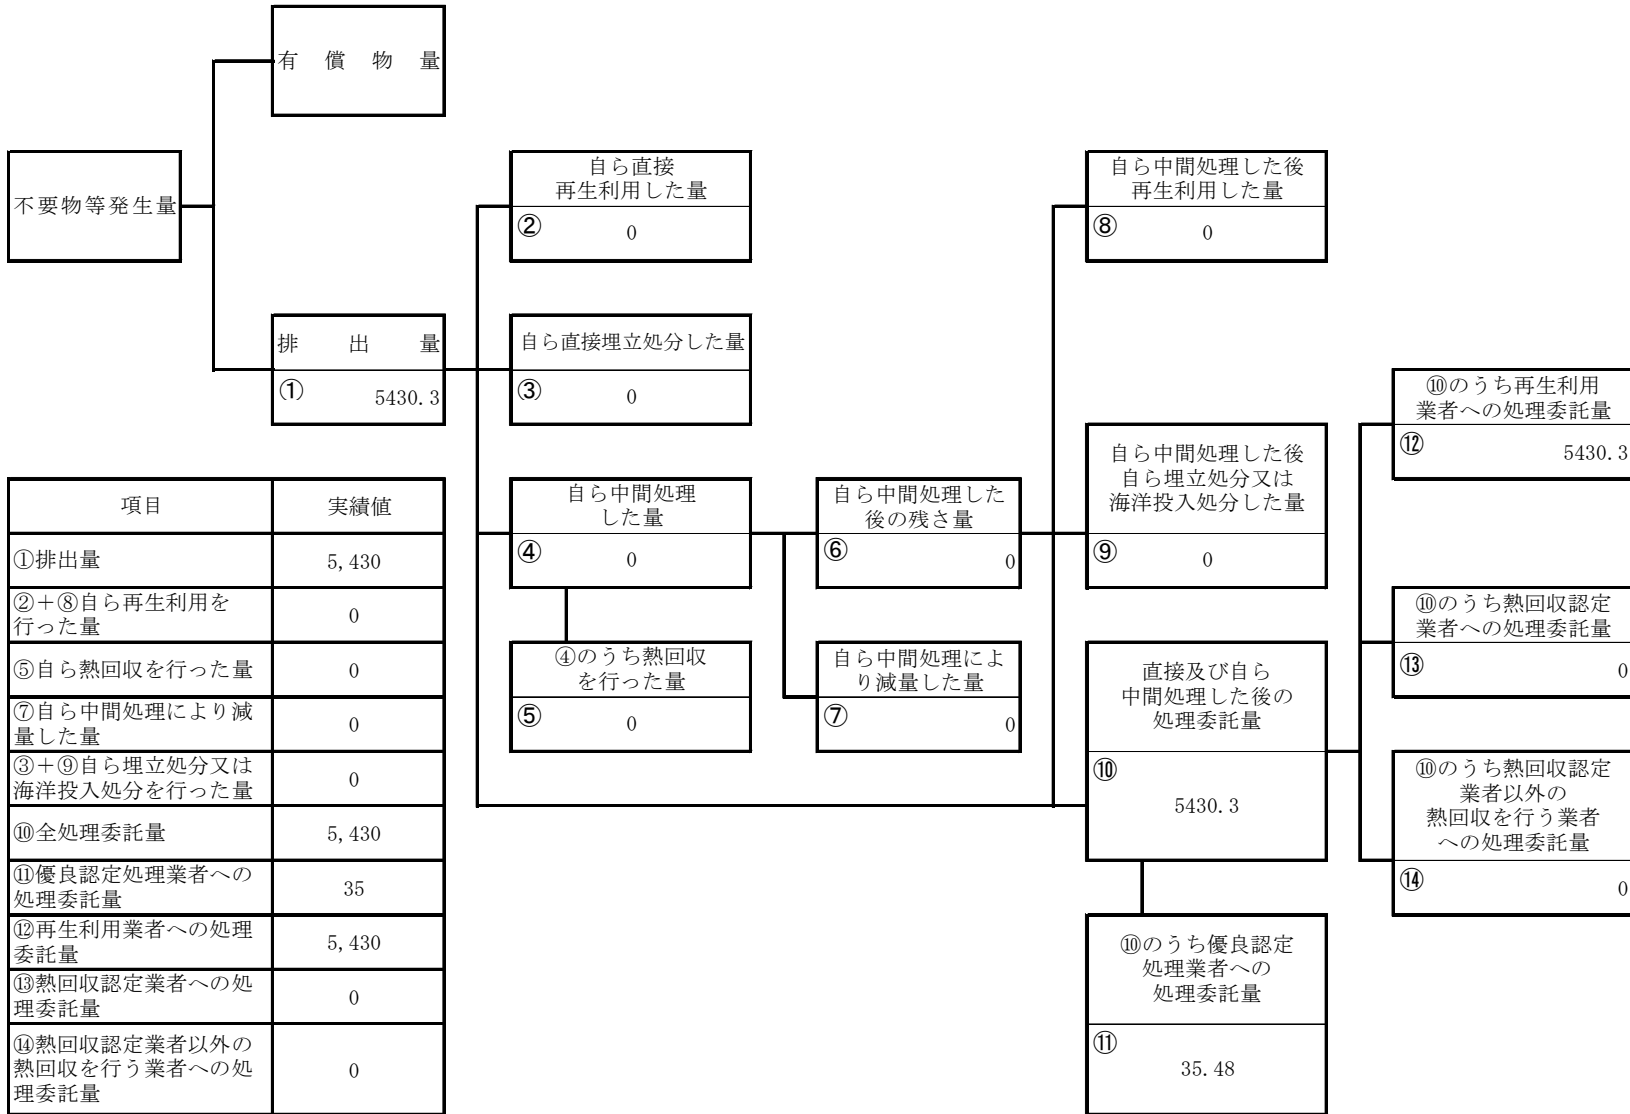 有償物量
不要物等発生量
排出量
① 5430.3
自ら直接
再生利用した量
② 0
自ら直接埋立処分した量
③ 0
自ら中間処理
した量
④ 0
④のうち熱回収
を行った量
⑤ 0
自ら中間処理した
後の残さ量
⑥ 0
自ら中間処理によ
り減量した量
⑦ 0
自ら中間処理した後
再生利用した量
⑧ 0
自ら中間処理した後
自ら埋立処分又は
海洋投入処分した量
⑨ 0
直接及び自ら
中間処理した後の
処理委託量
⑩
5430.3
⑩のうち優良認定
処理業者への
処理委託量
⑪
35.48
⑩のうち再生利用
業者への処理委託量
⑫ 5430.3
⑩のうち熱回収認定
業者への処理委託量
⑬ 0
⑩のうち熱回収認定
業者以外の
熱回収を行う業者
への処理委託量
⑭ 0
項目 実績値
①排出量 5,430
②+⑧自ら再生利用を
行った量 0
⑤自ら熱回収を行った量 0
⑦自ら中間処理により減
量した量 0
③+⑨自ら埋立処分又は
海洋投入処分を行った量 0
⑩全処理委託量 5,430
⑪優良認定処理業者への
処理委託量 35
⑫再生利用業者への処理
委託量 5,430
⑬熱回収認定業者への処
理委託量 0
⑭熱回収認定業者以外の
熱回収を行う業者への処
理委託量 0